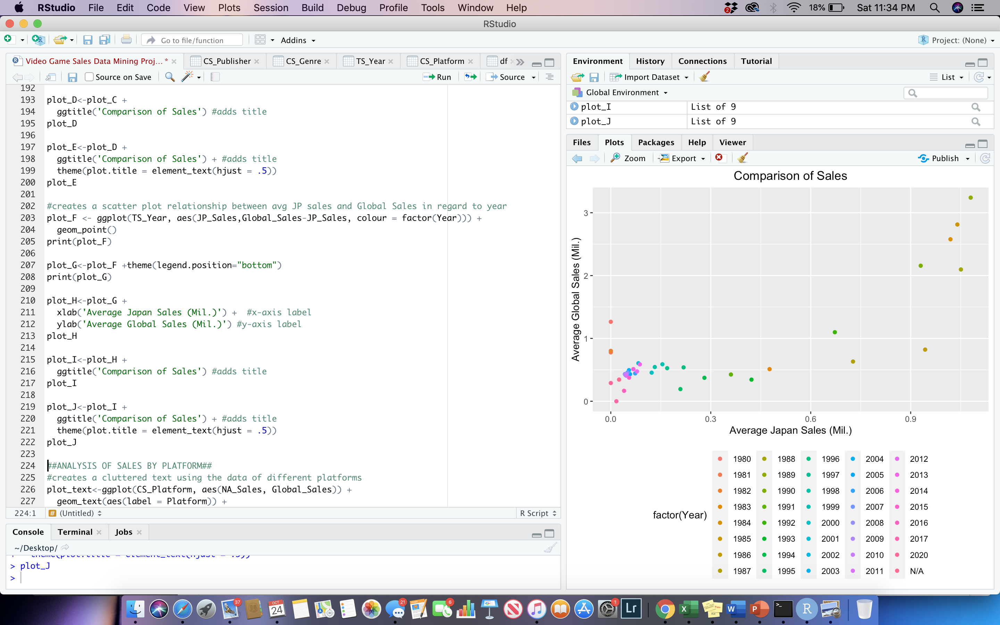 RStudio File Edit Code View Plots Session Build Debug Profile Tools Window Help 2 18% Sat 11:34 PM
RStudio
Go to file/function Addins Project: (None)
Video Game Sales Data Mining Proj...* CS_Publisher CS_Genre TS_Year CS_Platform df
Source on Save Run Source
192
193 plot_D<-plot_C +
194 ggtitle('Comparison of Sales') #adds title
195 plot_D
196
197 plot_E<-plot_D +
198 ggtitle('Comparison of Sales') + #adds title
199 theme(plot.title = element_text(hjust = .5))
200 plot_E
201
202 #creates a scatter plot relationship between avg JP sales and Global Sales in regard to year
203 plot_F <- ggplot(TS_Year, aes(JP_Sales,Global_Sales-JP_Sales, colour = factor(Year))) +
204 geom_point()
205 print(plot_F)
206
207 plot_G<-plot_F +theme(legend.position="bottom")
208 print(plot_G)
209
210 plot_H<-plot_G +
211 xlab('Average Japan Sales (Mil.)') + #x-axis label
212 ylab('Average Global Sales (Mil.)') #y-axis label
213 plot_H
214
215 plot_I<-plot_H +
216 ggtitle('Comparison of Sales') #adds title
217 plot_I
218
219 plot_J<-plot_I +
220 ggtitle('Comparison of Sales') + #adds title
221 theme(plot.title = element_text(hjust = .5))
222 plot_J
223
224 ##ANALYSIS OF SALES BY PLATFORM##
225 #creates a cluttered text using the data of different platforms
226 plot_text<-ggplot(CS_Platform, aes(NA_Sales, Global_Sales)) +
227 geom_text(aes(label = Platform)) +
224:1 # (Untitled) R Script
Console Terminal Jobs
~/Desktop/
+ theme(plot.title = element_text(hjust = .5))
> plot_J
>
Environment History Connections Tutorial
Import Dataset List
Global Environment
plot_I List of 9
plot_J List of 9
Files Plots Packages Help Viewer
Zoom Export Publish
Comparison of Sales
Average Global Sales (Mil.)
3
2
1
0
0.0 0.3 0.6 0.9
Average Japan Sales (Mil.)
factor(Year)
1980 1988 1996 2004 2012
1981 1989 1997 2005 2013
1982 1990 1998 2006 2014
1983 1991 1999 2007 2015
1984 1992 2000 2008 2016
1985 1993 2001 2009 2017
1986 1994 2002 2010 2020
1987 1995 2003 2011 N/A
37 OCT 24 21 6 1 Lr X W P >_ R